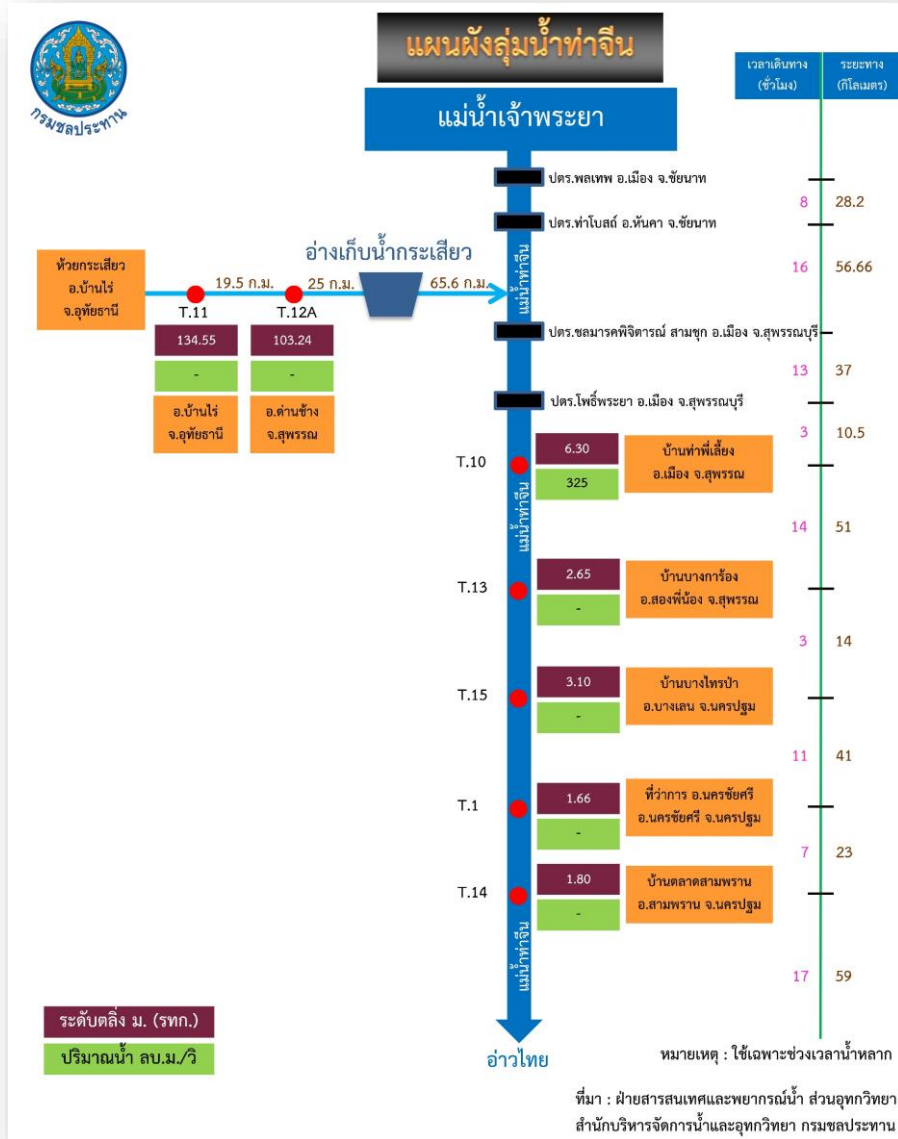 แผนผังลุ่มน้ำท่าจีน
กรมชลประทาน
แม่น้ำเจ้าพระยา
เวลาเดินทาง
(ชั่วโมง)
ระยะทาง
(กิโลเมตร)
ปตร.พลเทพ อ.เมือง จ.ชัยนาท
8
28.2
ปตร.ท่าโบสถ์ อ.หันคา จ.ชัยนาท
อ่างเก็บน้ำกระเสียว
แม่น้ำท่าจีน
16
56.66
ห้วยกระเสียว
อ.บ้านไร่
จ.อุทัยธานี
19.5 ก.ม.
25 ก.ม.
65.6 ก.ม.
T.11
T.12A
134.55
103.24
-
-
อ.บ้านไร่
จ.อุทัยธานี
อ.ด่านช้าง
จ.สุพรรณ
ปตร.ชลมารคพิจิตารณ์ สามชุก อ.เมือง จ.สุพรรณบุรี
13
37
ปตร.โพธิ์พระยา อ.เมือง จ.สุพรรณบุรี
3
10.5
T.10
6.30
325
บ้านท่าพี่เลี้ยง
อ.เมือง จ.สุพรรณ
แม่น้ำท่าจีน
14
51
T.13
2.65
-
บ้านบางการ้อง
อ.สองพี่น้อง จ.สุพรรณ
3
14
T.15
3.10
-
บ้านบางไทรป่า
อ.บางเลน จ.นครปฐม
11
41
T.1
1.66
-
ที่ว่าการ อ.นครชัยศรี
อ.นครชัยศรี จ.นครปฐม
7
23
T.14
1.80
-
บ้านตลาดสามพราน
อ.สามพราน จ.นครปฐม
แม่น้ำท่าจีน
17
59
ระดับตลิ่ง ม. (รทก.)
ปริมาณน้ำ ลบ.ม./วิ
อ่าวไทย
หมายเหตุ : ใช้เฉพาะช่วงเวลาน้ำหลาก
ที่มา : ฝ่ายสารสนเทศและพยากรณ์น้ำ ส่วนอุทกวิทยา
สำนักบริหารจัดการน้ำและอุทกวิทยา กรมชลประทาน